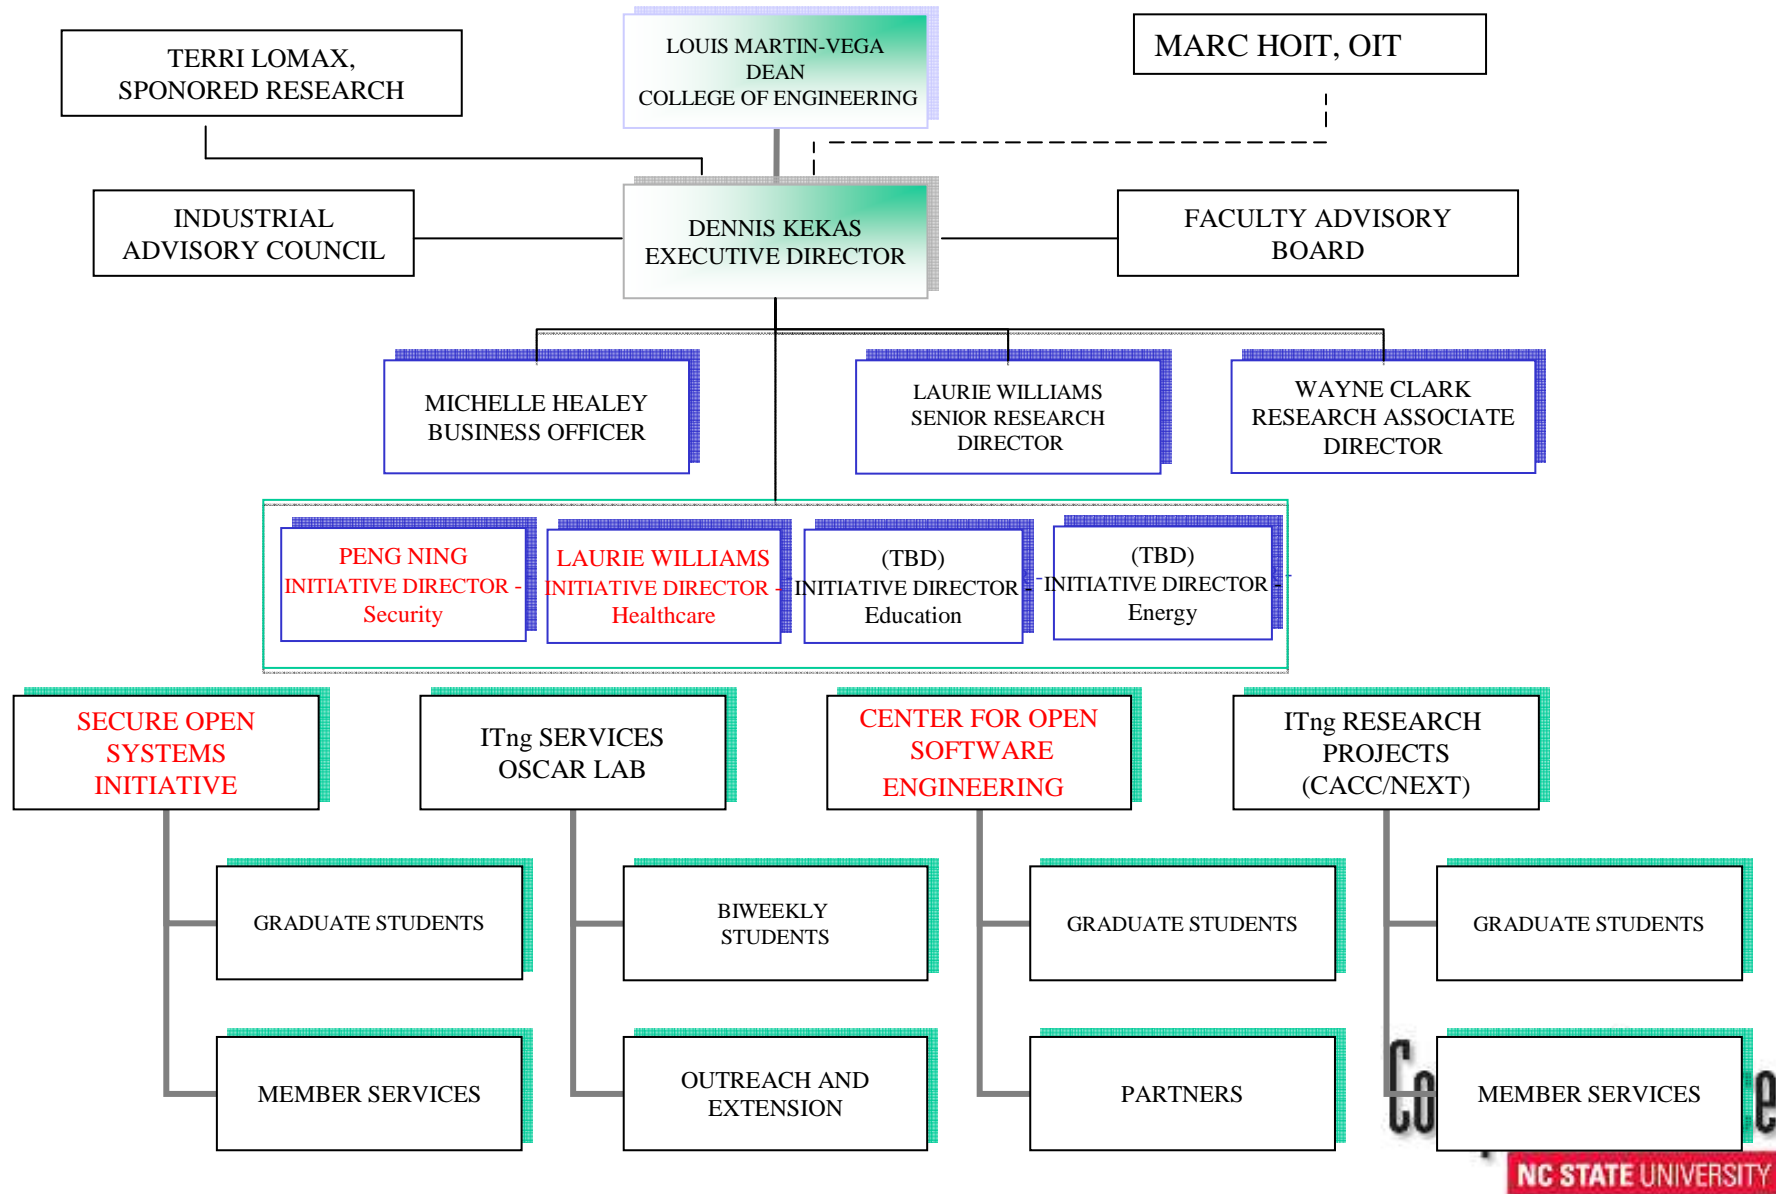 TERRI LOMAX,
SPONORED RESEARCH
LOUIS MARTIN-VEGA
DEAN
COLLEGE OF ENGINEERING
MARC HOIT, OIT
INDUSTRIAL
ADVISORY COUNCIL
DENNIS KEKAS
EXECUTIVE DIRECTOR
FACULTY ADVISORY
BOARD
MICHELLE HEALEY
BUSINESS OFFICER
LAURIE WILLIAMS
SENIOR RESEARCH
DIRECTOR
WAYNE CLARK
RESEARCH ASSOCIATE
DIRECTOR
PENG NING
INITIATIVE DIRECTOR -
Security
LAURIE WILLIAMS
INITIATIVE DIRECTOR -
Healthcare
(TBD)
INITIATIVE DIRECTOR -
Education
(TBD)
INITIATIVE DIRECTOR -
Energy
SECURE OPEN
SYSTEMS
INITIATIVE
ITng SERVICES
OSCAR LAB
CENTER FOR OPEN
SOFTWARE
ENGINEERING
ITng RESEARCH
PROJECTS
(CACC/NEXT)
GRADUATE STUDENTS
BIWEEKLY
STUDENTS
GRADUATE STUDENTS
GRADUATE STUDENTS
MEMBER SERVICES
OUTREACH AND
EXTENSION
PARTNERS
MEMBER SERVICES
NC STATE UNIVERSITY